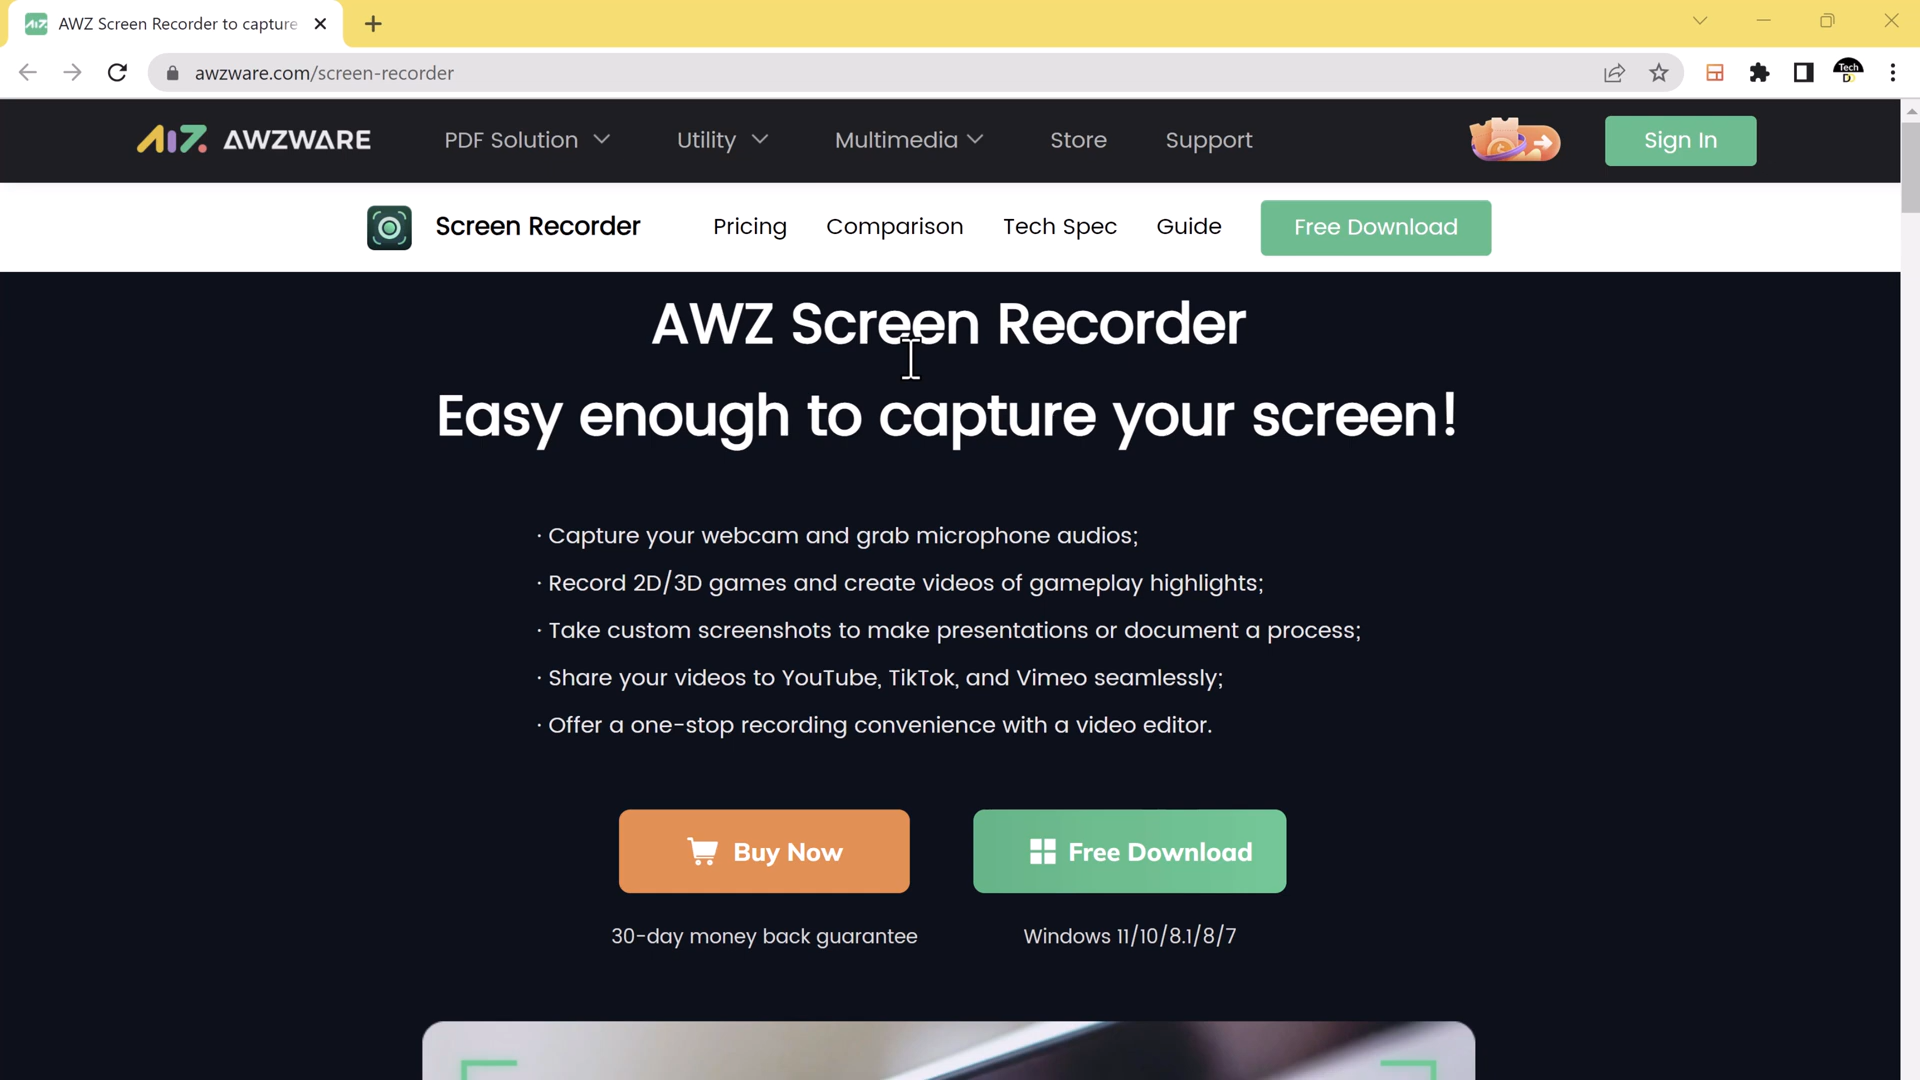 AWZ Screen Recorder to capture
awzware.com/screen-recorder
Tech
D
AWZWARE
PDF Solution
Utility
Multimedia
Store
Support
Sign In
Screen Recorder
Pricing
Comparison
Tech Spec
Guide
Free Download
AWZ Screen Recorder
Easy enough to capture your screen!
· Capture your webcam and grab microphone audios;
· Record 2D/3D games and create videos of gameplay highlights;
· Take custom screenshots to make presentations or document a process;
· Share your videos to YouTube, TikTok, and Vimeo seamlessly;
· Offer a one-stop recording convenience with a video editor.
Buy Now
Free Download
30-day money back guarantee
Windows 11/10/8.1/8/7